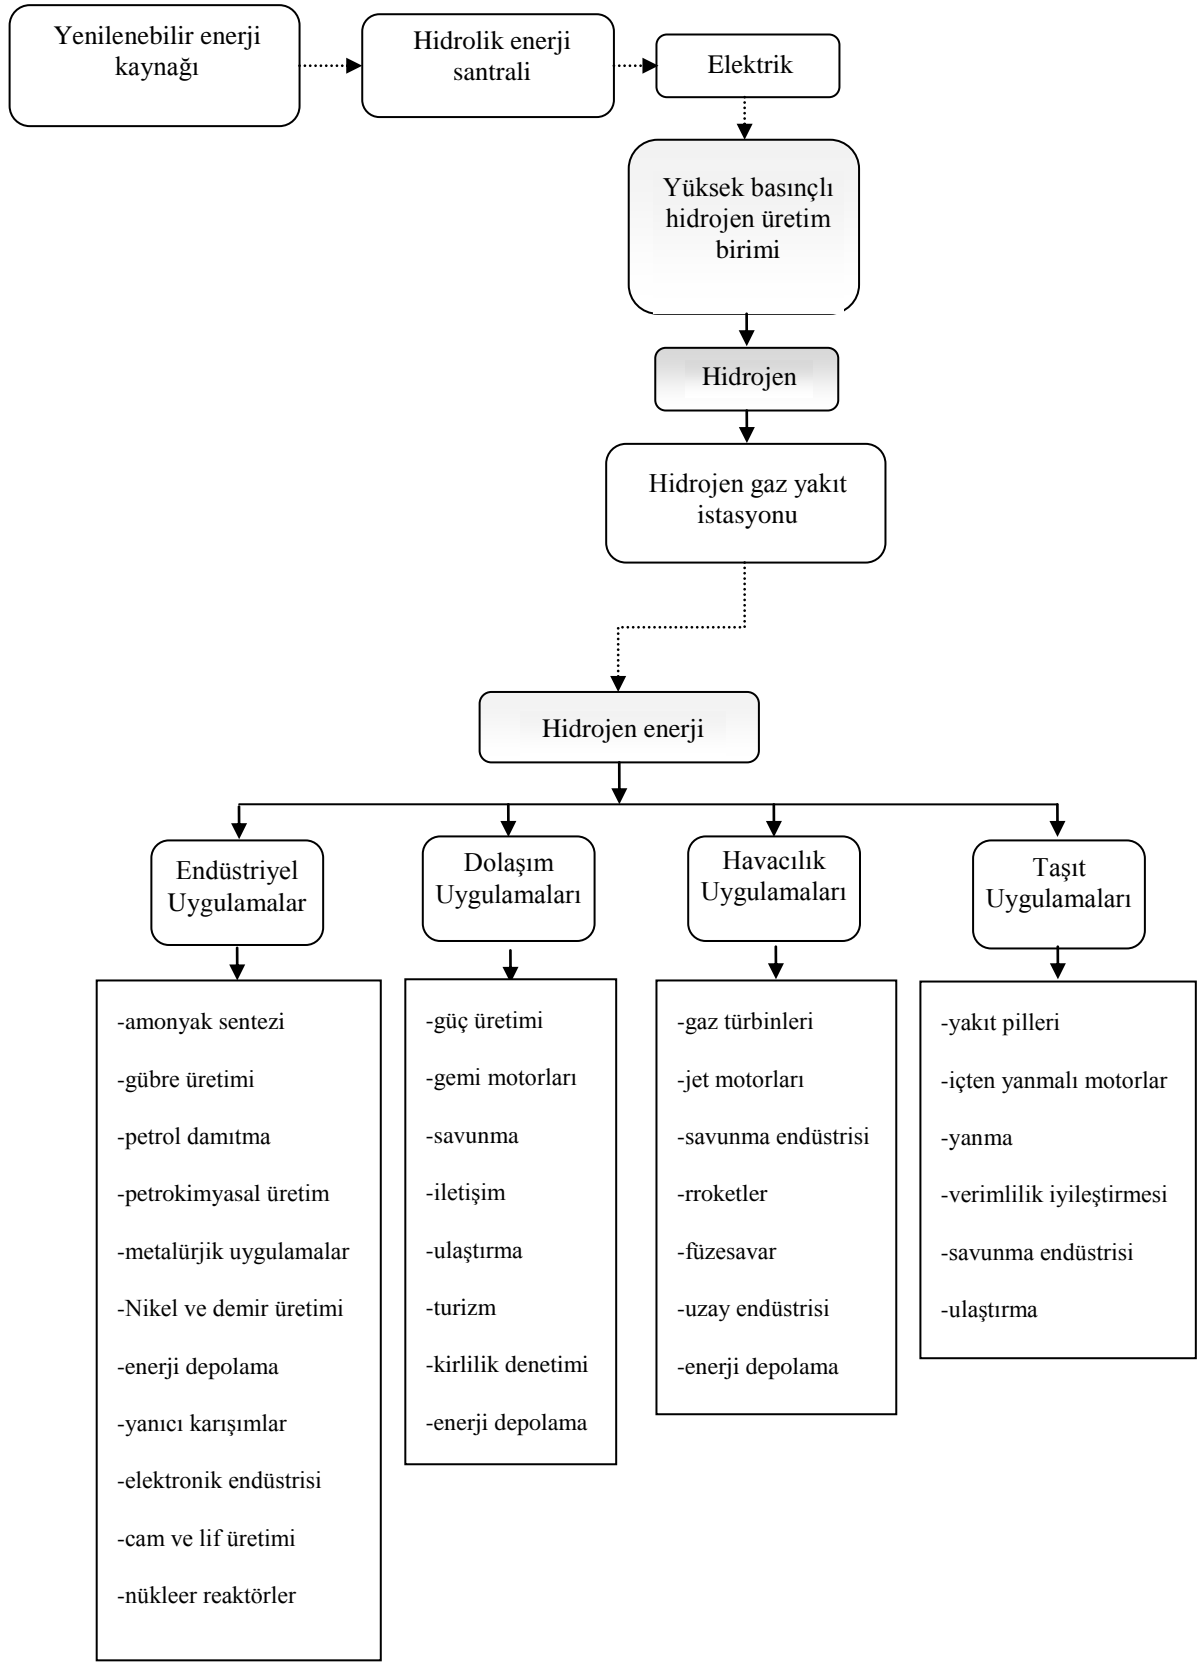 Yenilenebilir enerji
kaynağı
Hidrolik enerji
santrali
Elektrik
Yüksek basınçlı
hidrojen üretim
birimi
Hidrojen
Hidrojen gaz yakıt
istasyonu
Hidrojen enerji
Endüstriyel
Uygulamalar
Dolaşım
Uygulamaları
Havacılık
Uygulamaları
Taşıt
Uygulamaları
-amonyak sentezi
-gübre üretimi
-petrol damıtma
-petrokimyasal üretim
-metalürjik uygulamalar
-Nikel ve demir üretimi
-enerji depolama
-yanıcı karışımlar
-elektronik endüstrisi
-cam ve lif üretimi
-nükleer reaktörler
-güç üretimi
-gemi motorları
-savunma
-iletişim
-ulaştırma
-turizm
-kirlilik denetimi
-enerji depolama
-gaz türbinleri
-jet motorları
-savunma endüstrisi
-rroketler
-füzesavar
-uzay endüstrisi
-enerji depolama
-yakıt pilleri
-içten yanmalı motorlar
-yanma
-verimlilik iyileştirmesi
-savunma endüstrisi
-ulaştırma